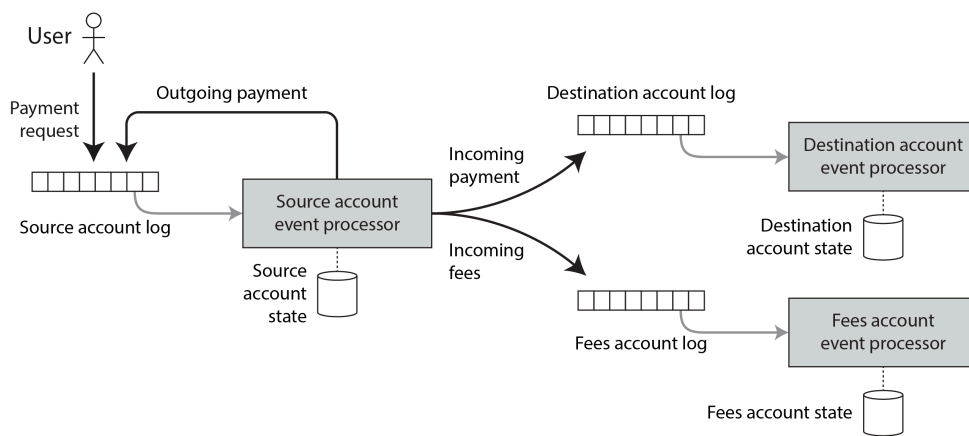 User
Payment
request
Outgoing payment
Source account log
Source account
event processor
Source
account
state
Incoming
payment
Incoming
fees
Destination account log
Destination account
event processor
Destination
account state
Fees account log
Fees account
event processor
Fees account state